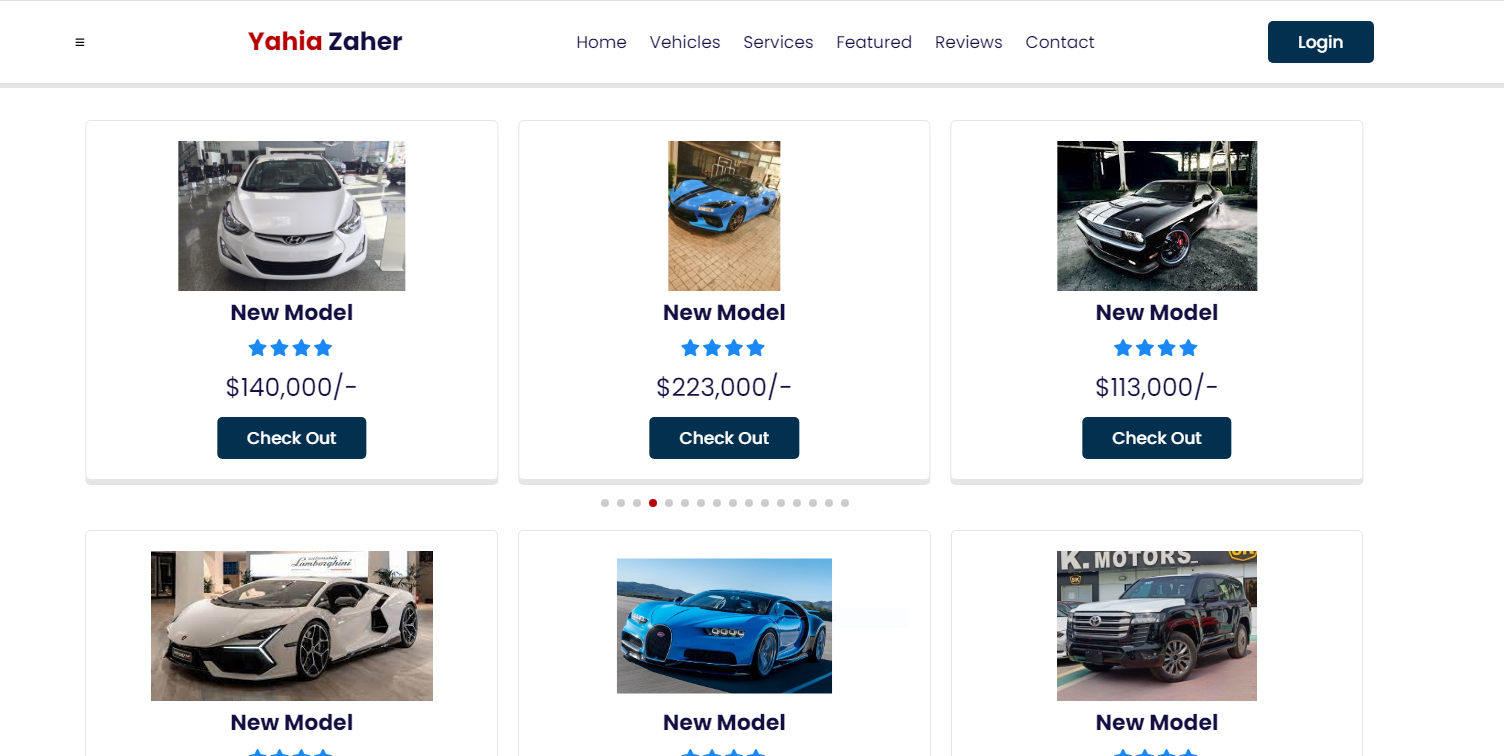 ≡
Yahia Zaher
Home Vehicles Services Featured Reviews Contact
Login
New Model
$140,000/-
Check Out
New Model
$223,000/-
Check Out
New Model
$113,000/-
Check Out
automobili
Lamborghini
New Model
New Model
K. MOTORS
New Model